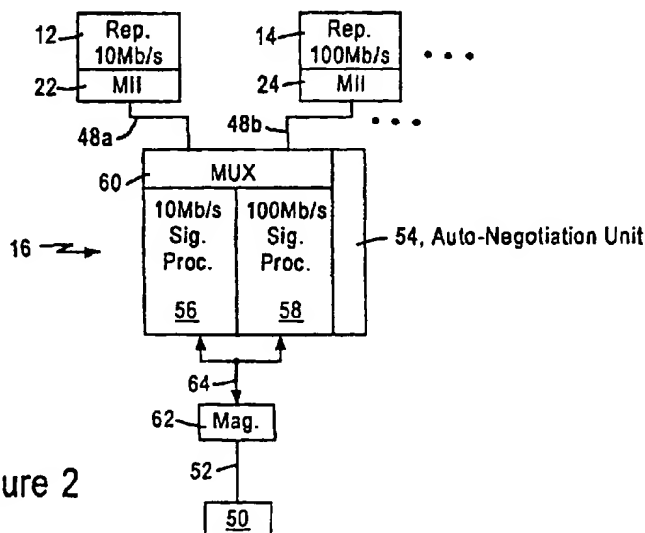 12
Rep.
10Mb/s
22
MII
14
Rep.
100Mb/s
24
MII
48a
48b
60
MUX
10Mb/s
Sig.
Proc.
56
100Mb/s
Sig.
Proc.
58
16
54, Auto-Negotiation Unit
64
62
Mag.
52
ure 2
50